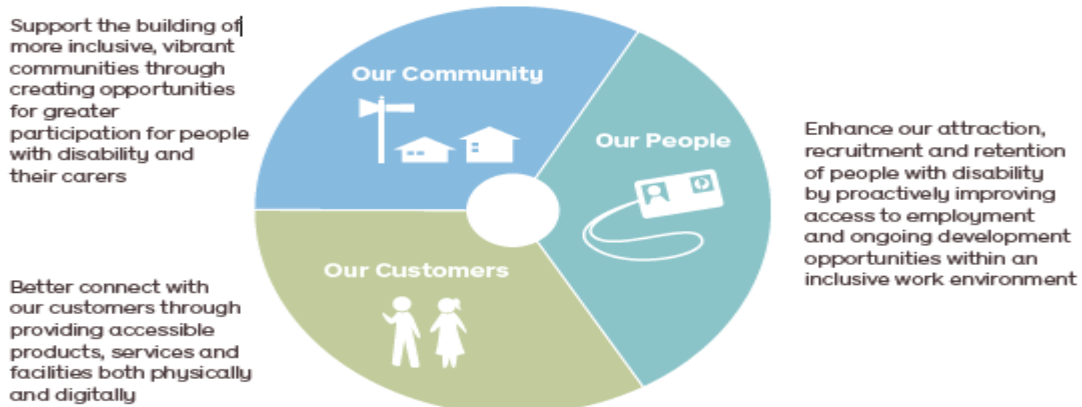 Support the building of
more inclusive, vibrant
communities through
creating opportunities
for greater
participation for people
with disability and
their carers
Our Community
Our People
Enhance our attraction,
recruitment and retention
of people with disability
by proactively improving
access to employment
and ongoing development
opportunities within an
inclusive work environment
Our Customers
Better connect with
our customers through
providing accessible
products, services and
facilities both physically
and digitally